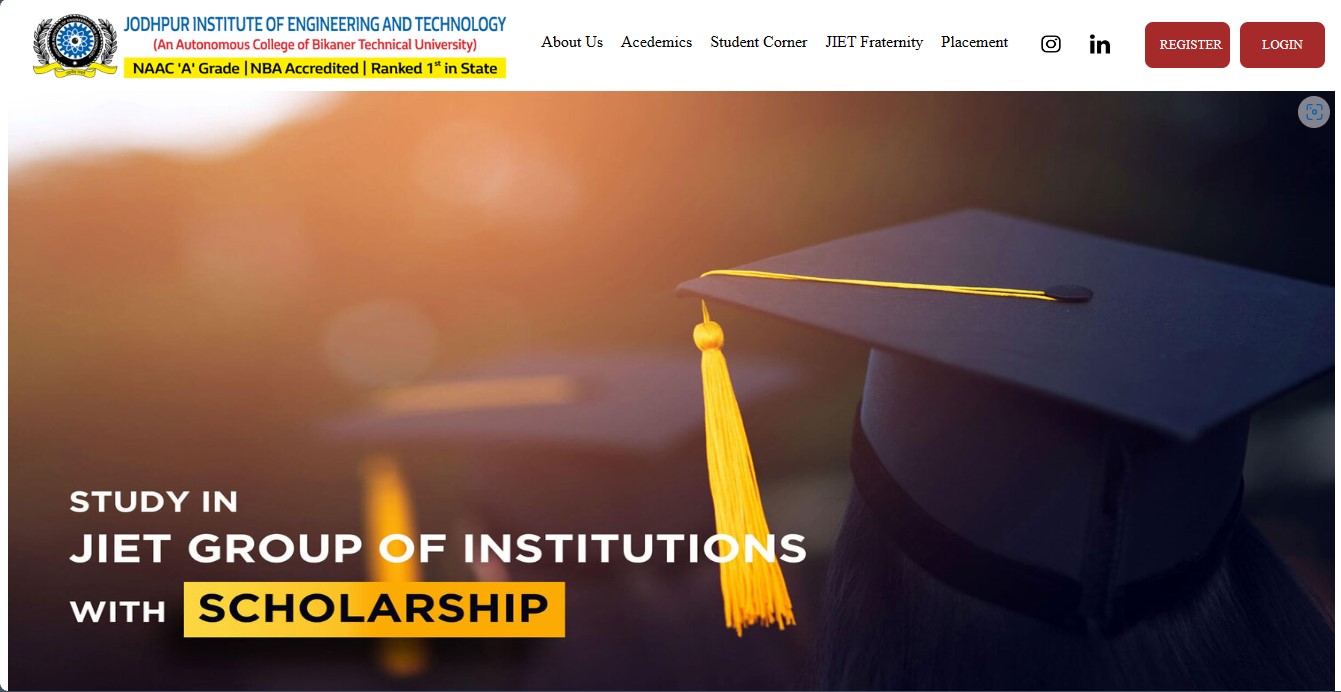 JODHPUR INSTITUTE OF ENGINEERING AND TECHNOLOGY
(An Autonomous College of Bikaner Technical University)
NAAC 'A' Grade | NBA Accredited | Ranked 1st in State
About Us Acedemics Student Corner JIET Fraternity Placement in REGISTER LOGIN
STUDY IN
JIET GROUP OF INSTITUTIONS
WITH SCHOLARSHIP